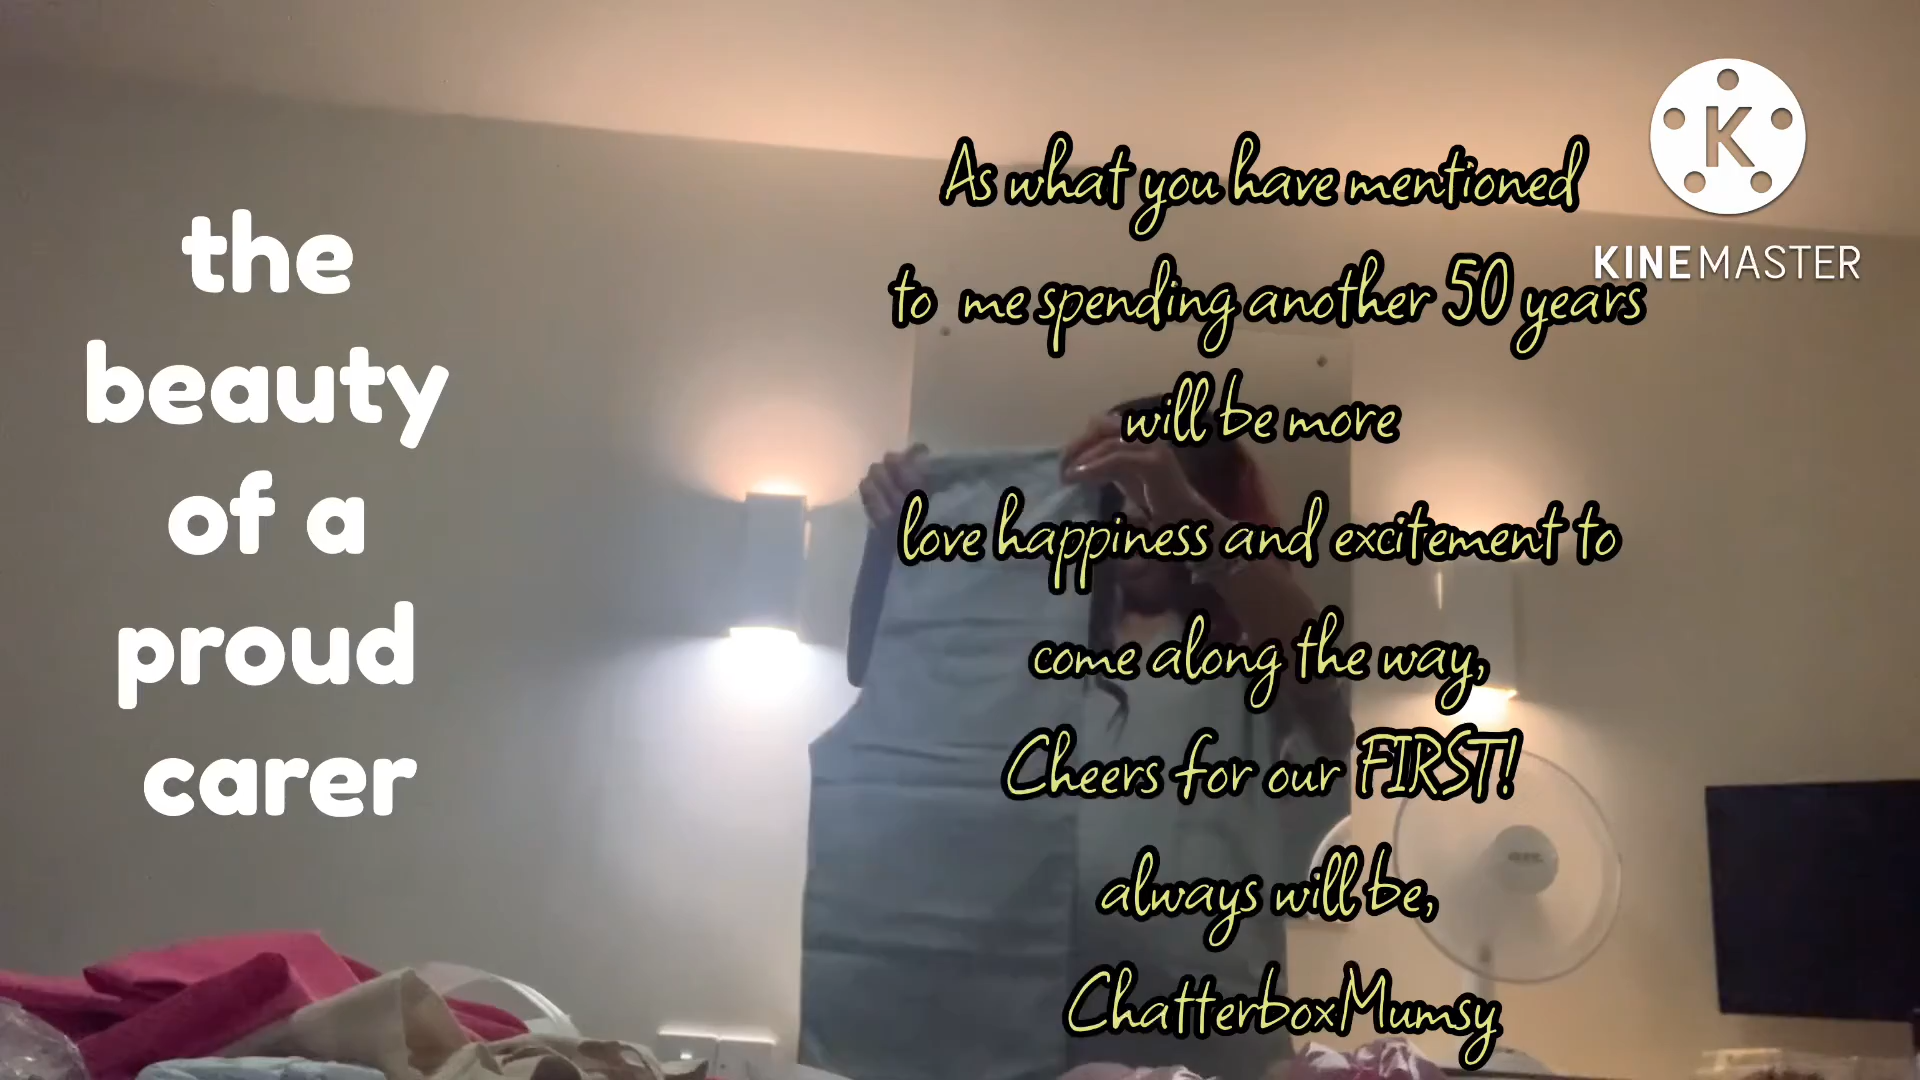 the
beauty
of a
proud
carer
As what you have mentioned
to me spending another 50 years
will be more
love happiness and excitement to
come along the way,
Cheers for our FIRST!
always will be,
ChatterboxMumsy
K
KINEMASTER